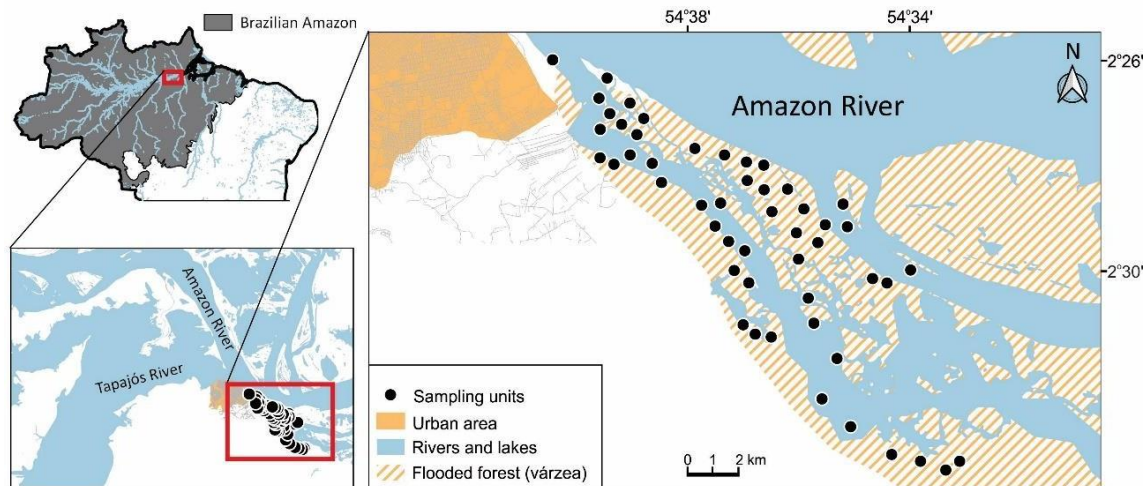 Brazilian Amazon
54°38'
54°34'
2°26'
N
Amazon River
2°30'
Amazon River
Tapajós River
Sampling units
Urban area
Rivers and lakes
Flooded forest (várzea)
0 1 2 km